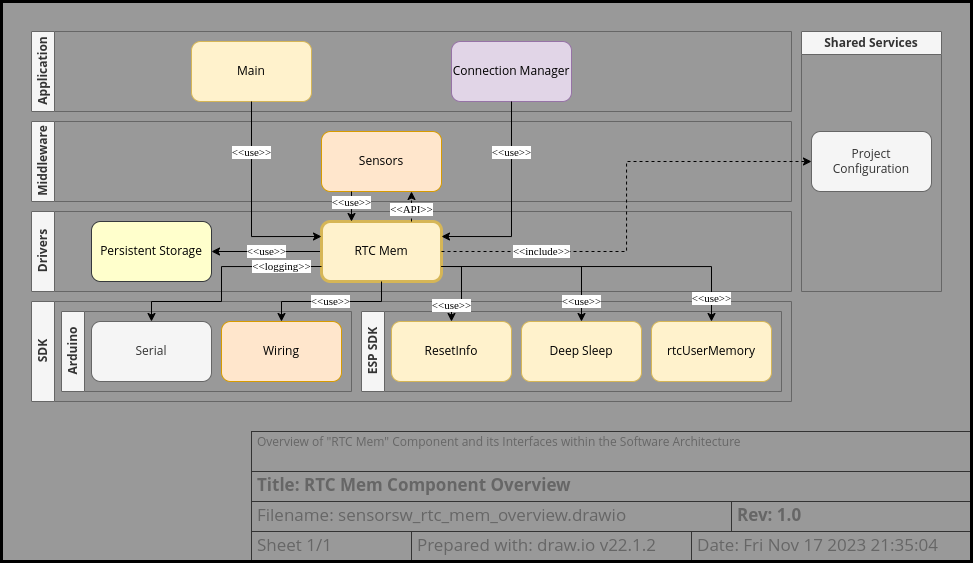 Application
Main
Connection Manager
Shared Services
Middleware
<<use>>
Sensors
<<use>>
Project
Configuration
<<use>>
<<API>>
Drivers
Persistent Storage
<<use>>
<<logging>>
RTC Mem
<<include>>
SDK
Arduino
<<use>>
ESP SDK
<<use>>
<<use>>
<<use>>
Serial
Wiring
ResetInfo
Deep Sleep
rtcUserMemory
Overview of "RTC Mem" Component and its Interfaces within the Software Architecture
Title: RTC Mem Component Overview
Filename: sensorsw_rtc_mem_overview.drawio
Rev: 1.0
Sheet 1/1
Prepared with: draw.io v22.1.2
Date: Fri Nov 17 2023 21:35:04